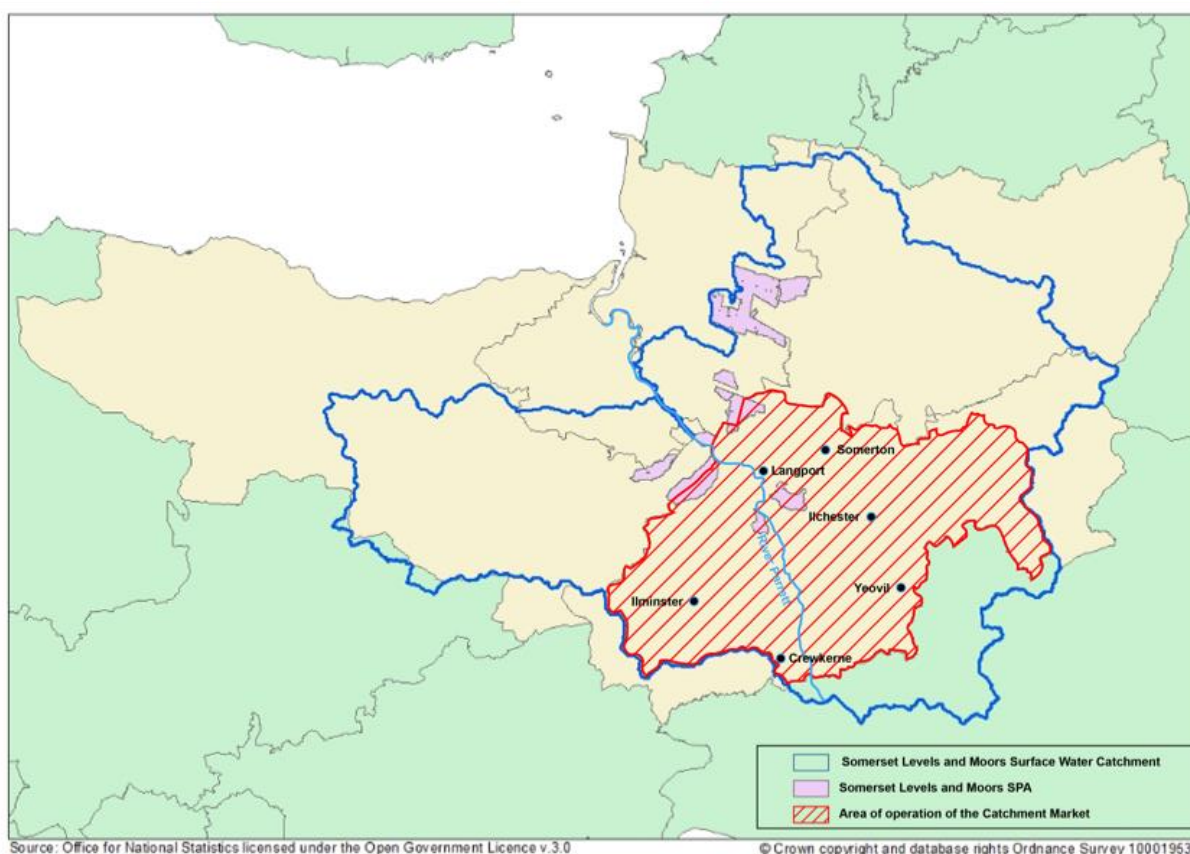 Somerton
Langport
Ilchester
River Parrett
Yeovil
Ilminster
Crewkerne
Somerset Levels and Moors Surface Water Catchment
Somerset Levels and Moors SPA
Area of operation of the Catchment Market
Source: Office for National Statistics licensed under the Open Government Licence v.3.0
© Crown copyright and database rights Ordnance Survey 10001953